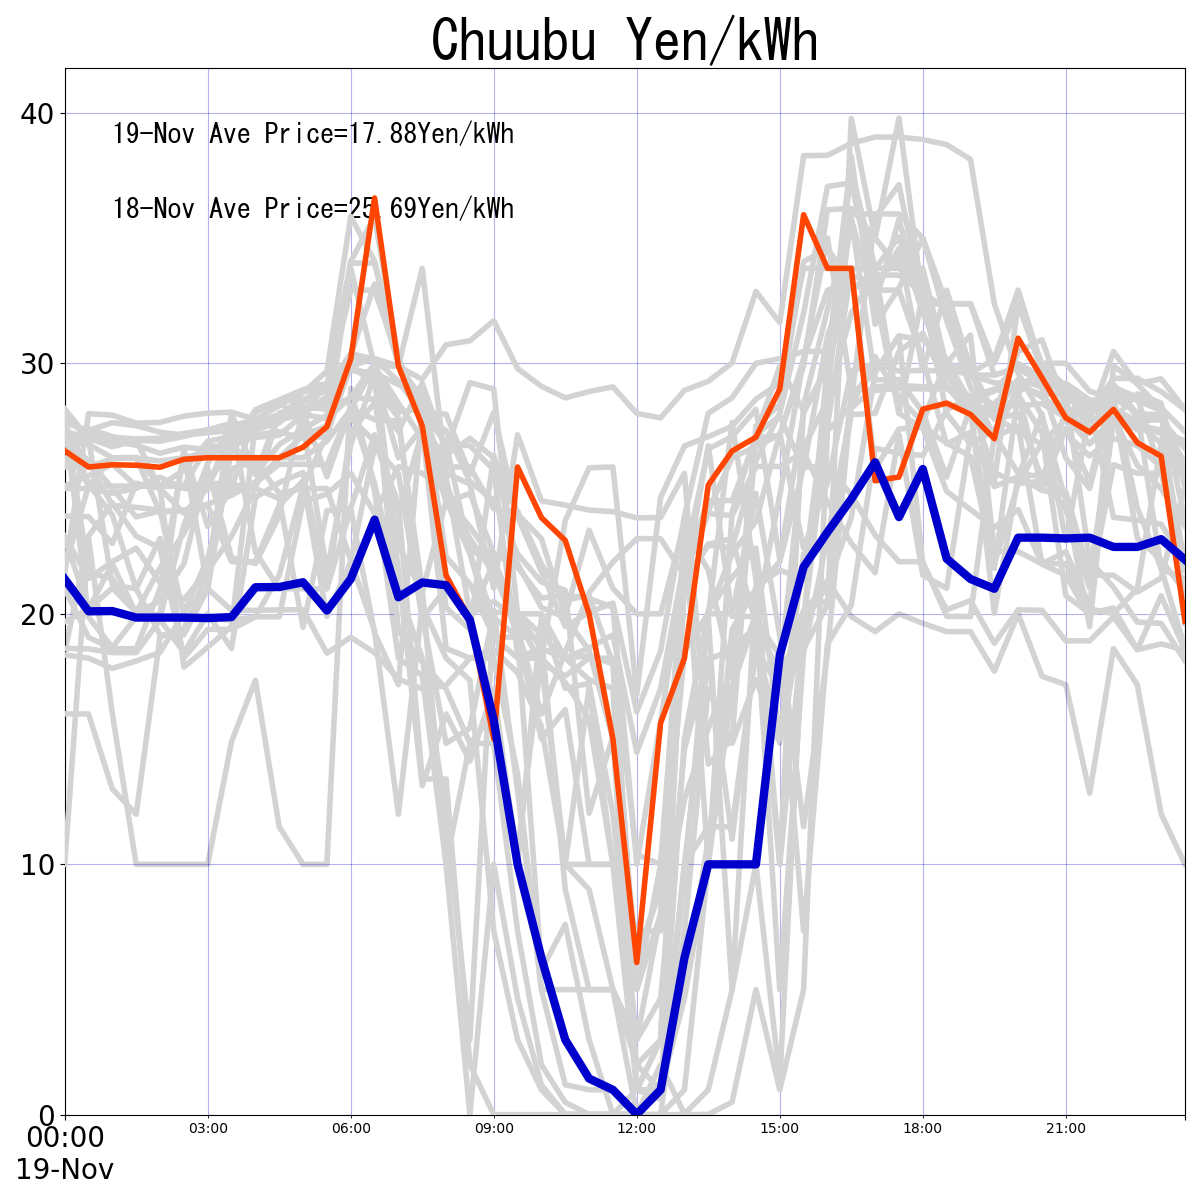 Chuubu Yen/kWh
40
19-Nov Ave Price=17.88Yen/kWh
18-Nov Ave Price=25.69Yen/kWh
30
20
10
0
00:00 03:00 06:00 09:00 12:00 15:00 18:00 21:00
19-Nov